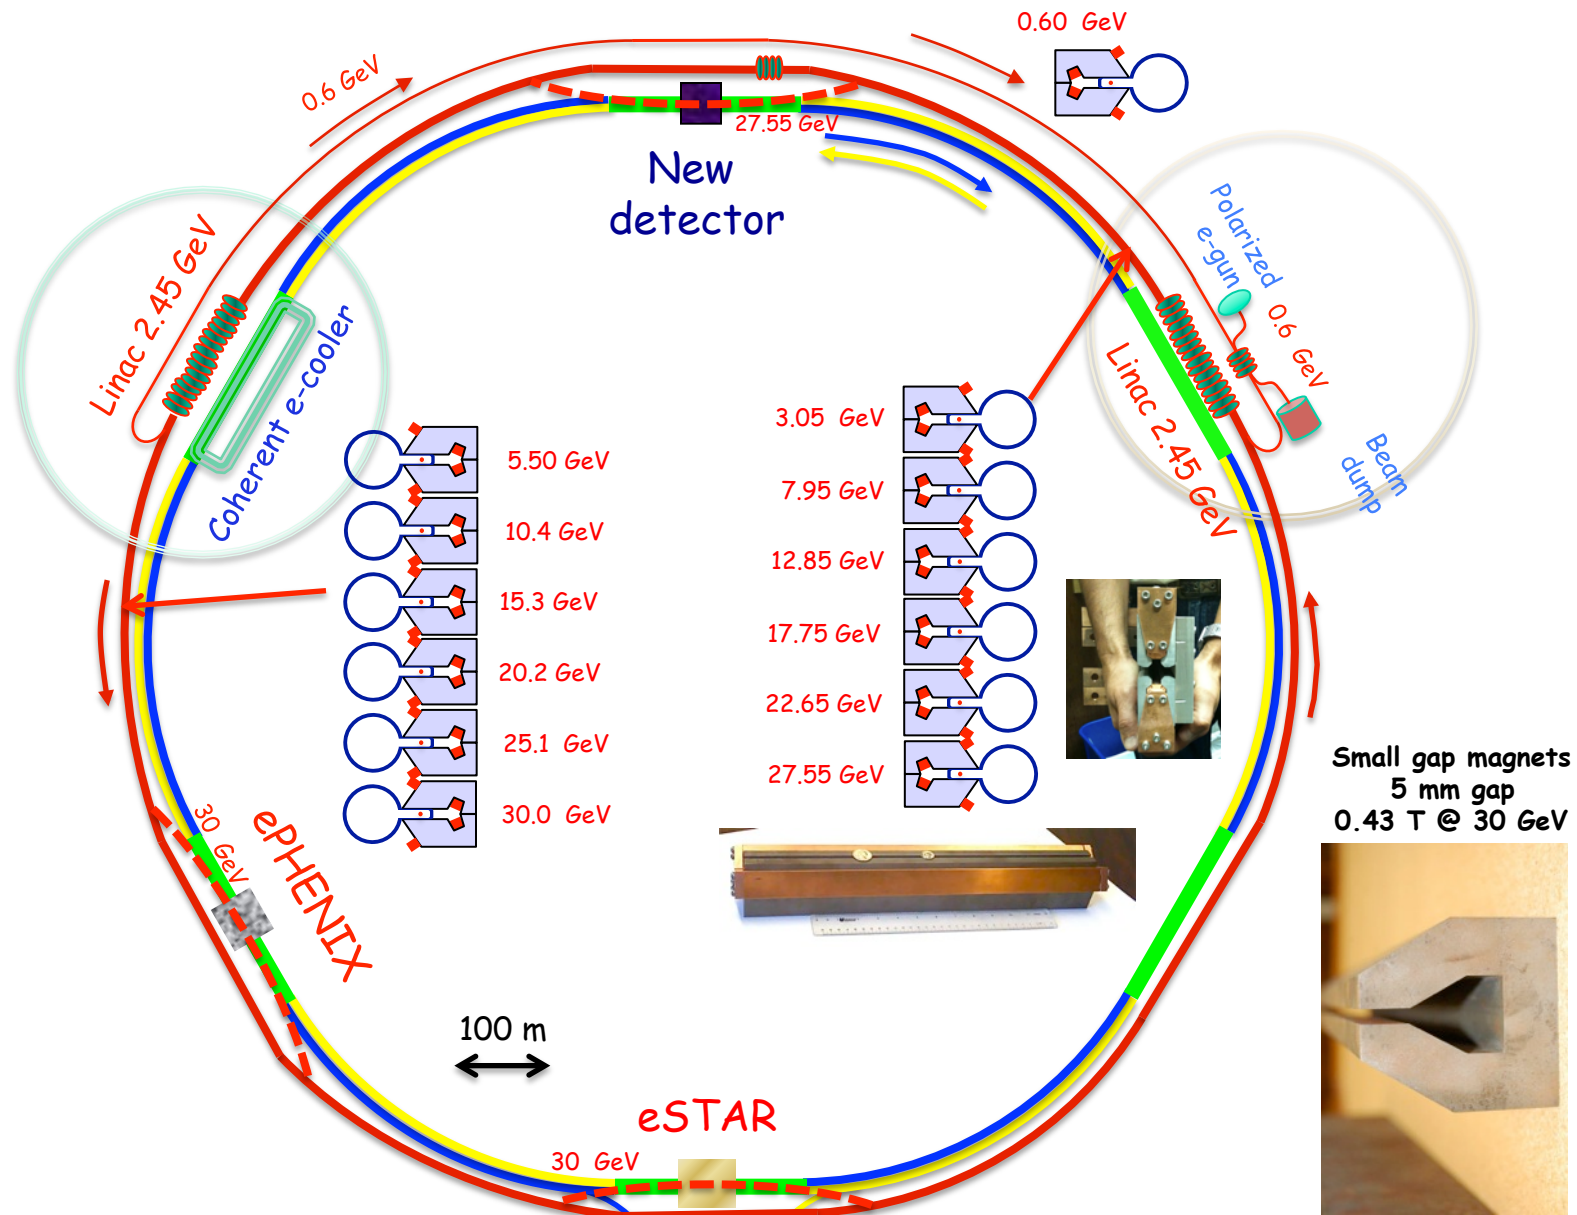 0.60 GeV
0.6 GeV
27.55 GeV
New
detector
Polarized
e-gun
0.6 GeV
Linac 2.45 GeV
Coherent e-cooler
Linac 2.45 GeV
Beam
dump
5.50 GeV
10.4 GeV
15.3 GeV
20.2 GeV
25.1 GeV
30.0 GeV
3.05 GeV
7.95 GeV
12.85 GeV
17.75 GeV
22.65 GeV
27.55 GeV
Small gap magnets
5 mm gap
0.43 T @ 30 GeV
30 GeV
ePHENIX
100 m
eSTAR
30 GeV